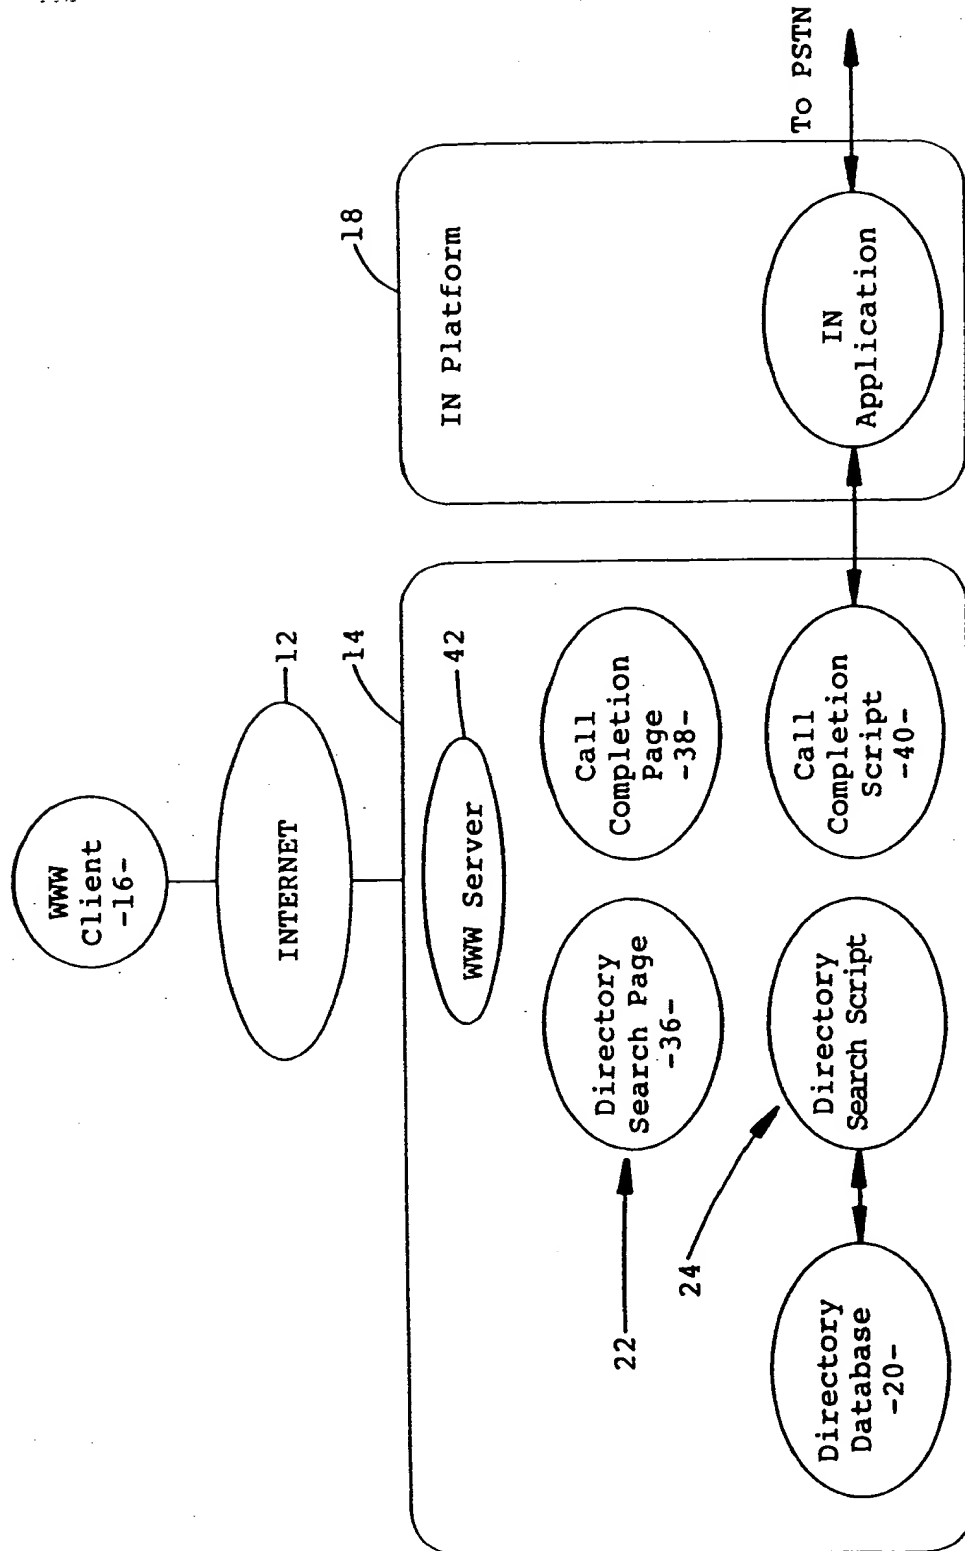 WWW
Client
-16-
INTERNET
12
14
WWW Server
42
18
IN Platform
22
Directory
Search Page
-36-
Call
Completion
Page
-38-
24
Directory
Database
-20-
Directory
Search Script
Call
Completion
Script
-40-
IN
Application
To PSTN